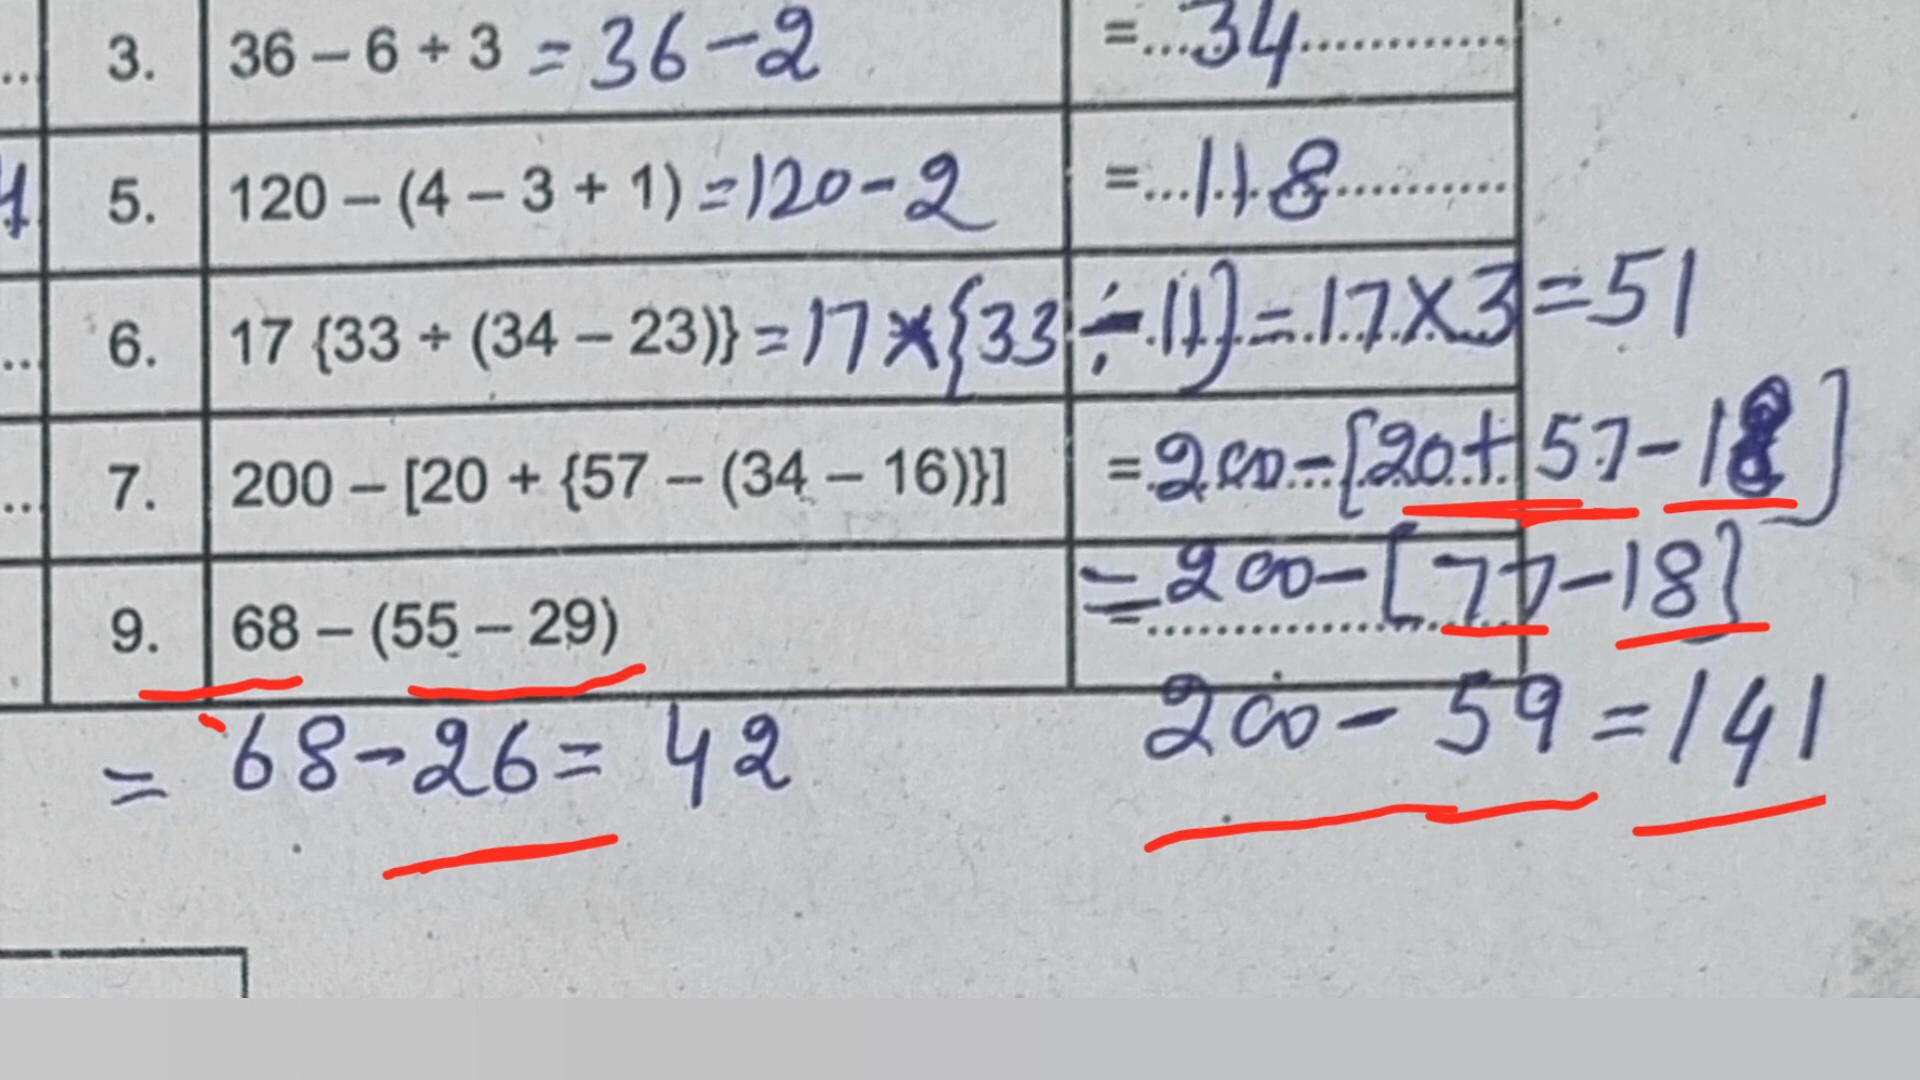 3. 36 – 6 ÷ 3 = 36 - 2 =...34...
5. 120 – (4 – 3 + 1) = 120 - 2 =...118...
6. 17 {33 ÷ (34 – 23)} = 17 × {33 ÷ 11} = 17 × 3 = 51
7. 200 – [20 + {57 – (34 – 16)}] = 200 - [20 + 57 - 18]
= 200 - [77 - 18]
9. 68 – (55 – 29) =...
200 - 59 = 141
= 68 - 26 = 42